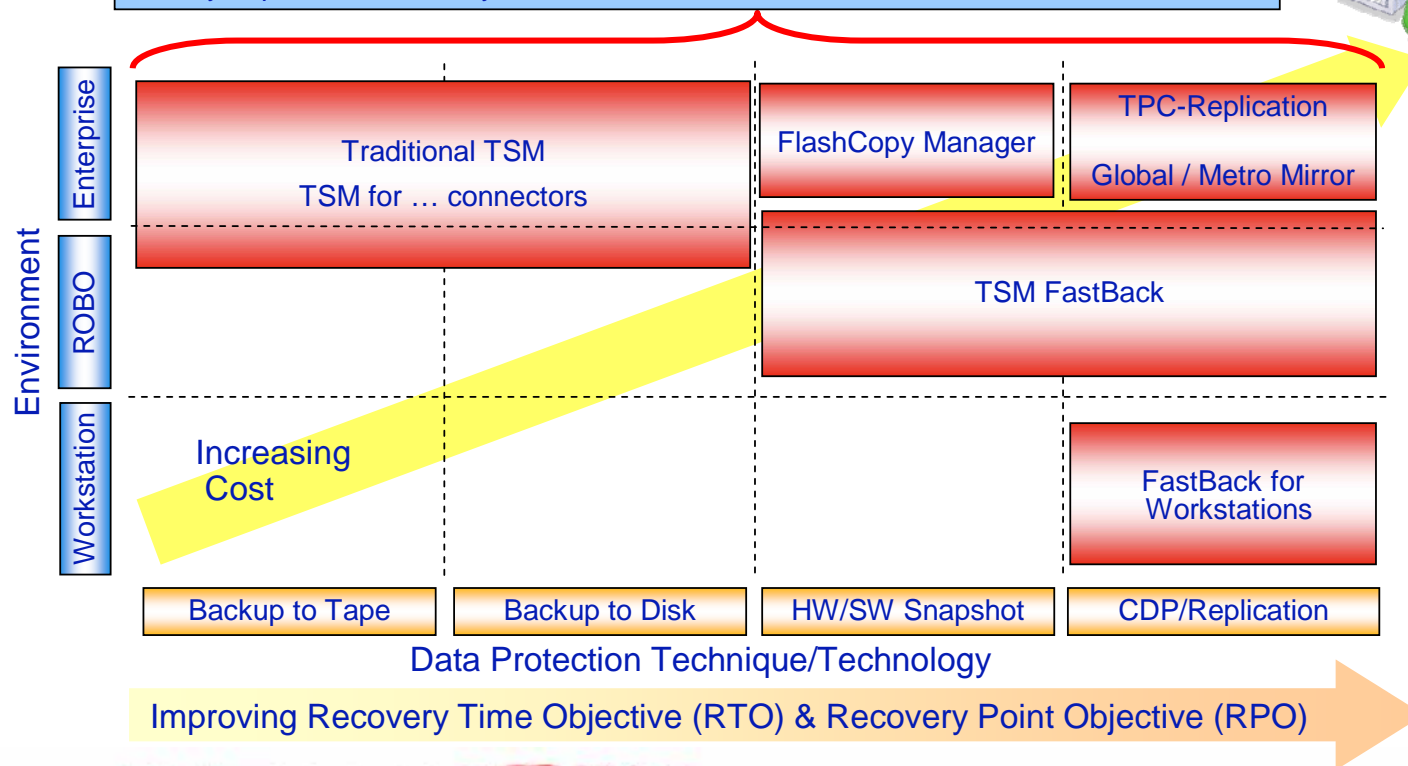 Enterprise
Traditional TSM
TSM for … connectors
FlashCopy Manager
TPC-Replication
Global / Metro Mirror
Environment
ROBO
TSM FastBack
Workstation
Increasing
Cost
FastBack for
Workstations
Backup to Tape
Backup to Disk
HW/SW Snapshot
CDP/Replication
Data Protection Technique/Technology
Improving Recovery Time Objective (RTO) & Recovery Point Objective (RPO)